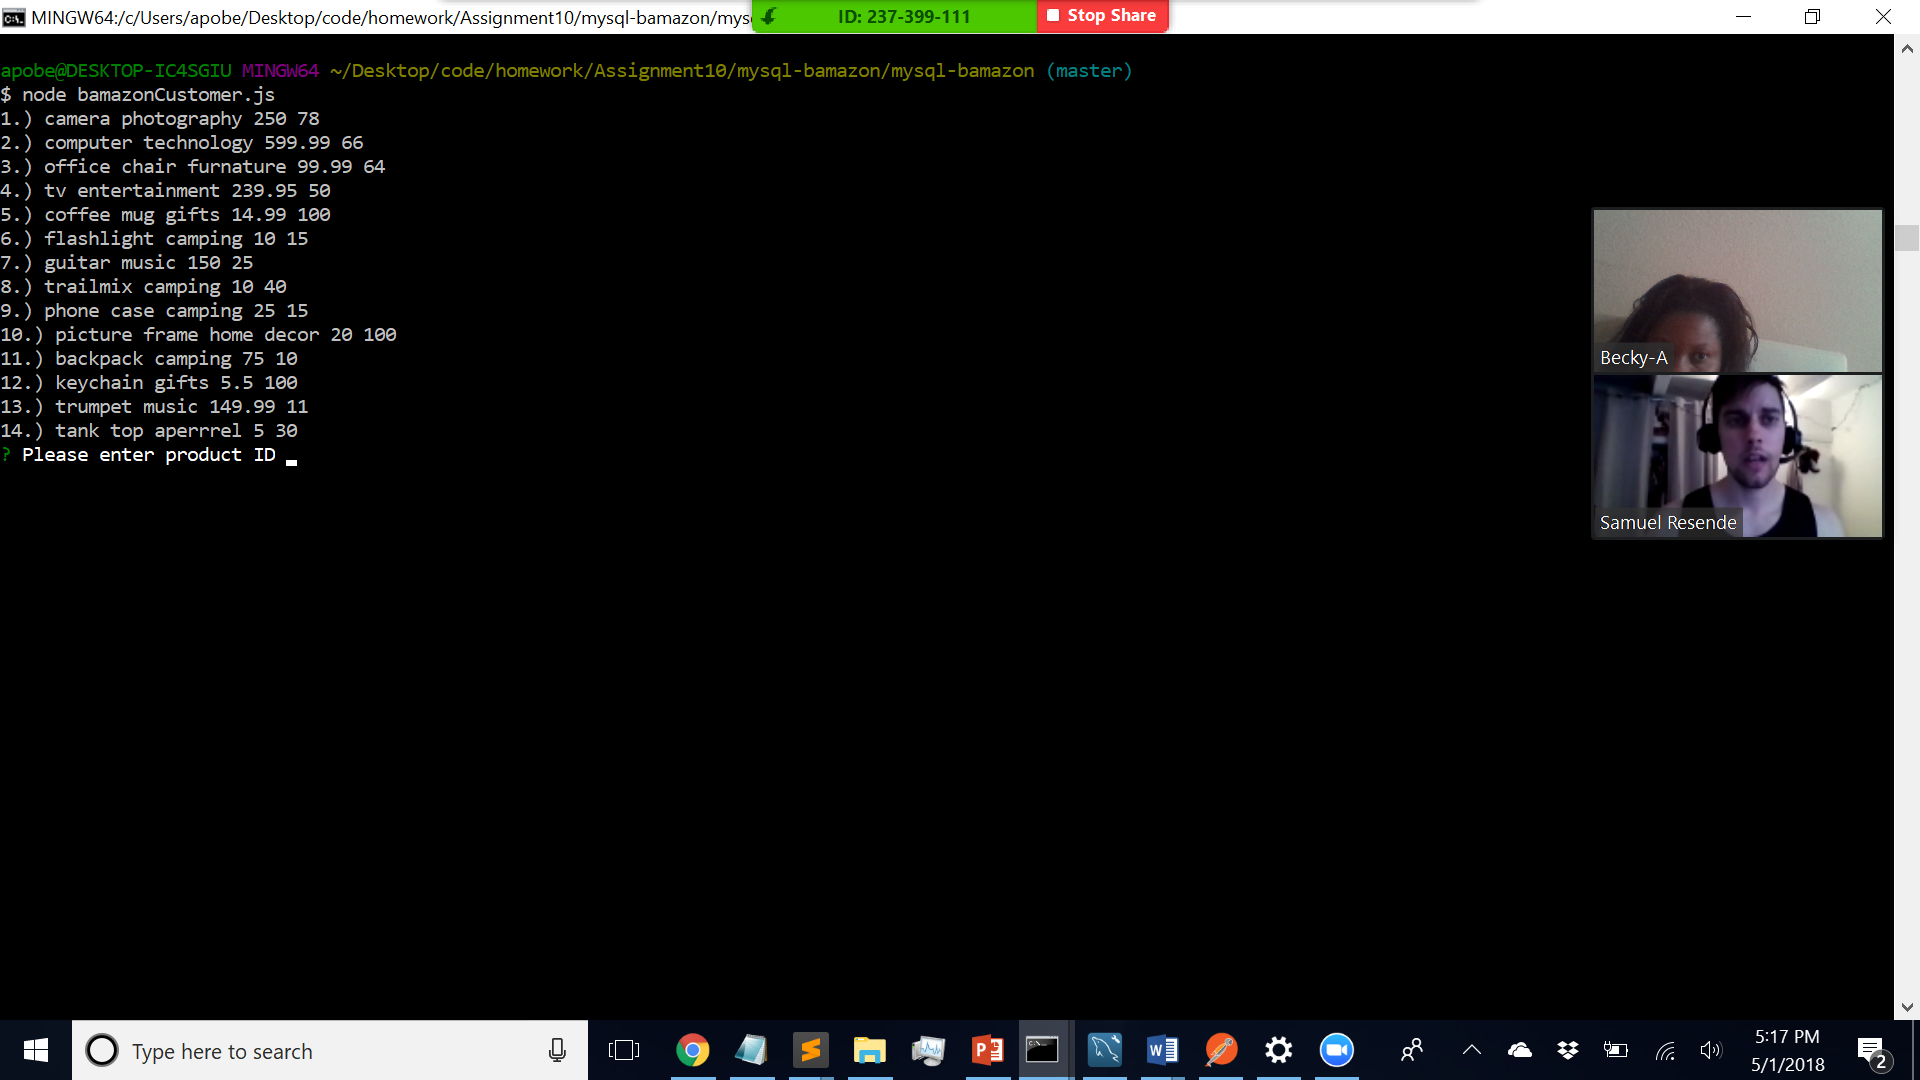 MINGW64:/c/Users/apobe/Desktop/code/homework/Assignment10/mysql-bamazon/mys
ID: 237-399-111
Stop Share
apobe@DESKTOP-IC4SGIU MINGW64 ~/Desktop/code/homework/Assignment10/mysql-bamazon/mysql-bamazon (master)
$ node bamazonCustomer.js
1.) camera photography 250 78
2.) computer technology 599.99 66
3.) office chair furnature 99.99 64
4.) tv entertainment 239.95 50
5.) coffee mug gifts 14.99 100
6.) flashlight camping 10 15
7.) guitar music 150 25
8.) trailmix camping 10 40
9.) phone case camping 25 15
10.) picture frame home decor 20 100
11.) backpack camping 75 10
12.) keychain gifts 5.5 100
13.) trumpet music 149.99 11
14.) tank top aperrrel 5 30
? Please enter product ID
Becky-A
Samuel Resende
Type here to search
5:17 PM
5/1/2018
2